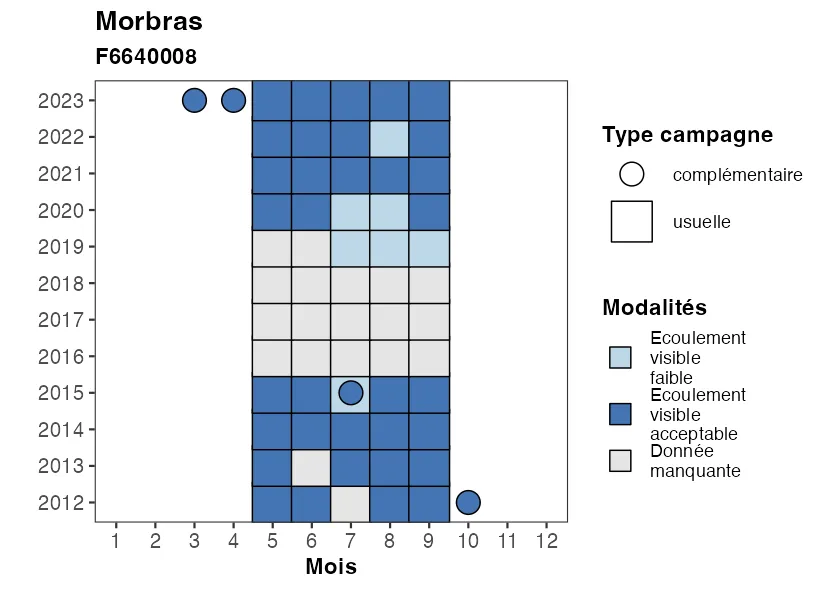 Morbras
F6640008
2023
2022
2021
2020
2019
2018
2017
2016
2015
2014
2013
2012
1 2 3 4 5 6 7 8 9 10 11 12
Mois
Type campagne
complémentaire
usuelle
Modalités
Ecoulement
visible
faible
Ecoulement
visible
acceptable
Donnée
manquante